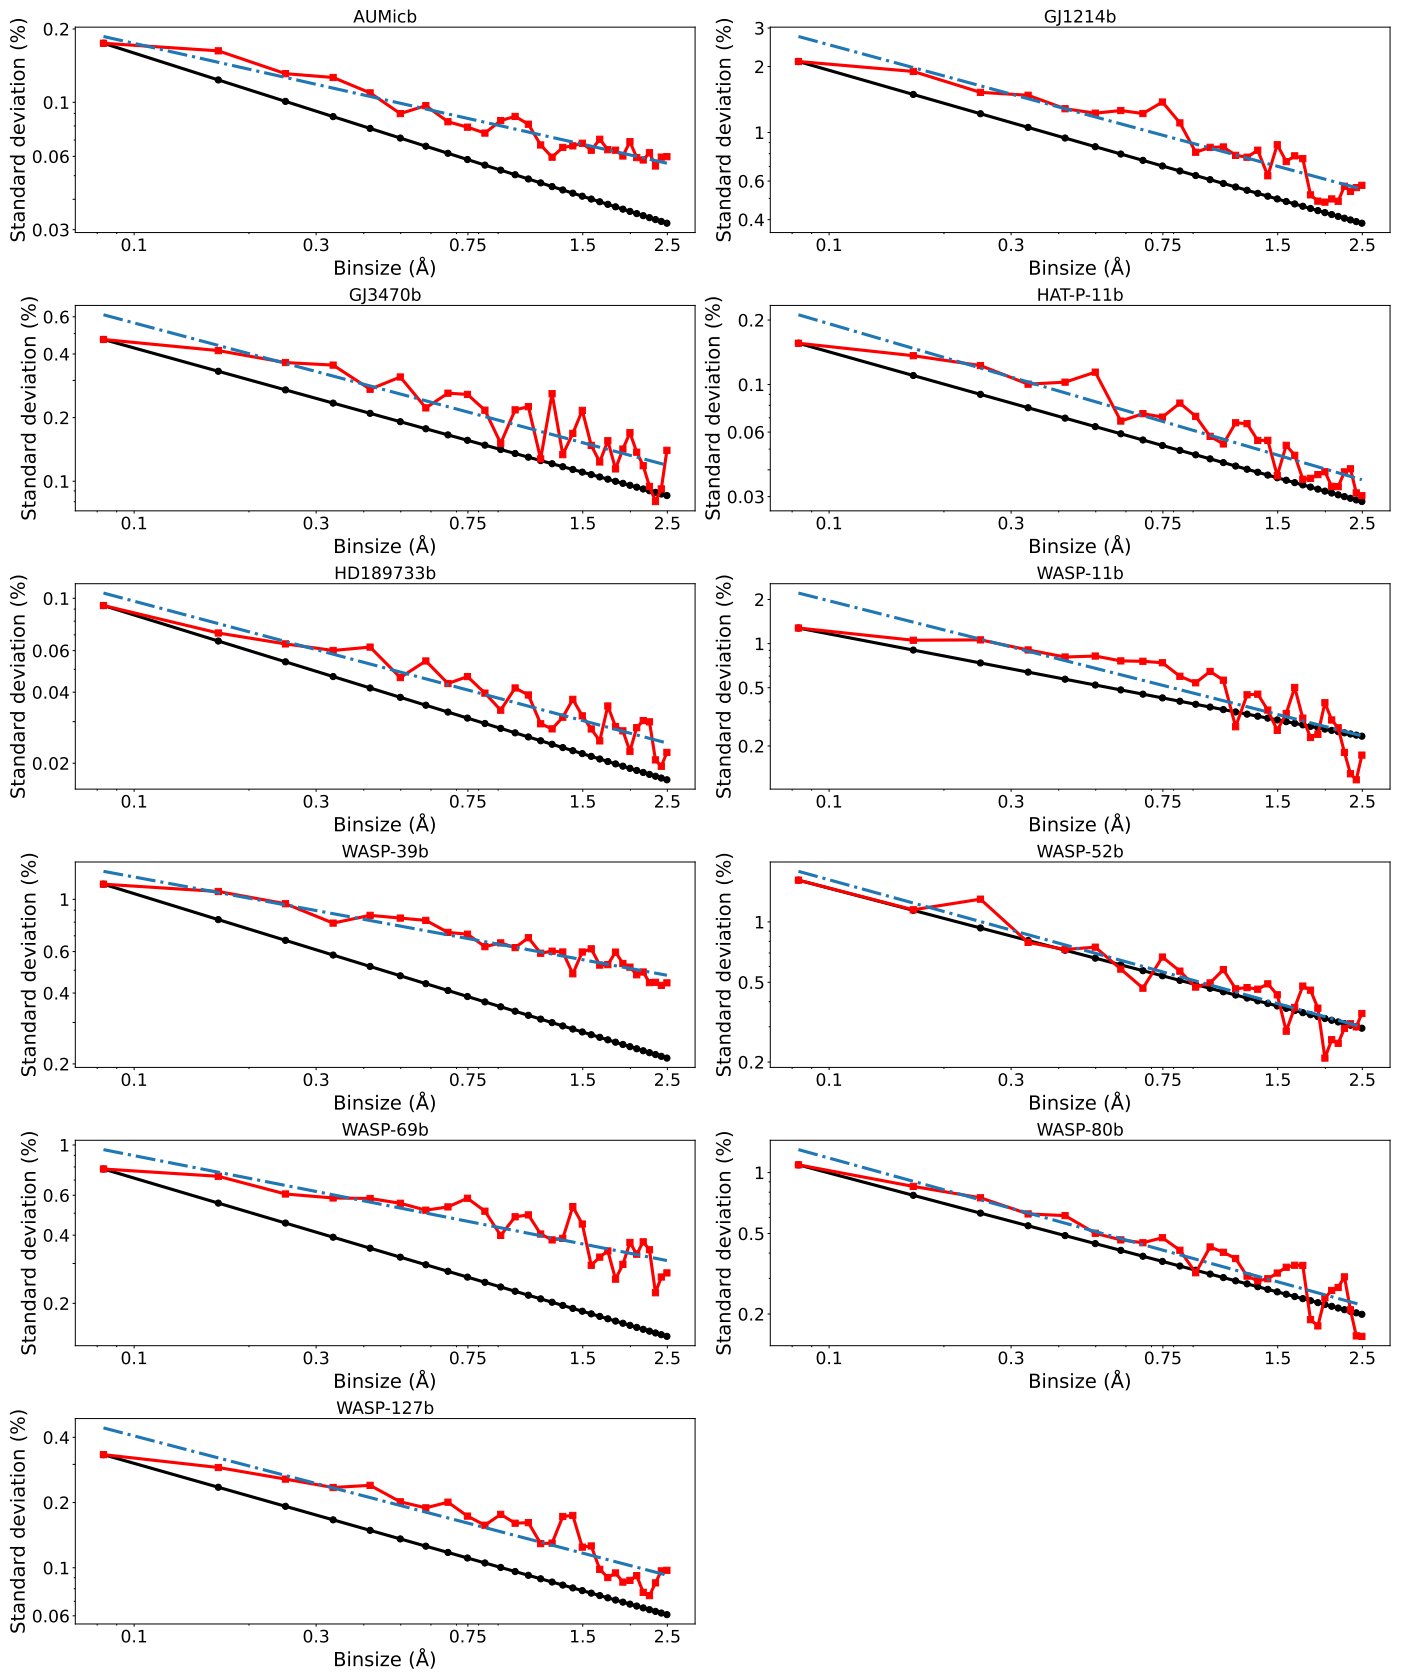 AUMicb
Standard deviation (%)
0.2
0.1
0.06
0.03
0.1 0.3 0.75 1.5 2.5
Binsize (Å)
GJ1214b
Standard deviation (%)
3
2
1
0.6
0.4
0.1 0.3 0.75 1.5 2.5
Binsize (Å)
GJ3470b
Standard deviation (%)
0.6
0.4
0.2
0.1
0.1 0.3 0.75 1.5 2.5
Binsize (Å)
HAT-P-11b
Standard deviation (%)
0.2
0.1
0.06
0.03
0.1 0.3 0.75 1.5 2.5
Binsize (Å)
HD189733b
Standard deviation (%)
0.1
0.06
0.04
0.02
0.1 0.3 0.75 1.5 2.5
Binsize (Å)
WASP-11b
Standard deviation (%)
2
1
0.5
0.2
0.1 0.3 0.75 1.5 2.5
Binsize (Å)
WASP-39b
Standard deviation (%)
1
0.6
0.4
0.2
0.1 0.3 0.75 1.5 2.5
Binsize (Å)
WASP-52b
Standard deviation (%)
1
0.5
0.2
0.1 0.3 0.75 1.5 2.5
Binsize (Å)
WASP-69b
Standard deviation (%)
1
0.6
0.4
0.2
0.1 0.3 0.75 1.5 2.5
Binsize (Å)
WASP-80b
Standard deviation (%)
1
0.5
0.2
0.1 0.3 0.75 1.5 2.5
Binsize (Å)
WASP-127b
Standard deviation (%)
0.4
0.2
0.1
0.06
0.1 0.3 0.75 1.5 2.5
Binsize (Å)